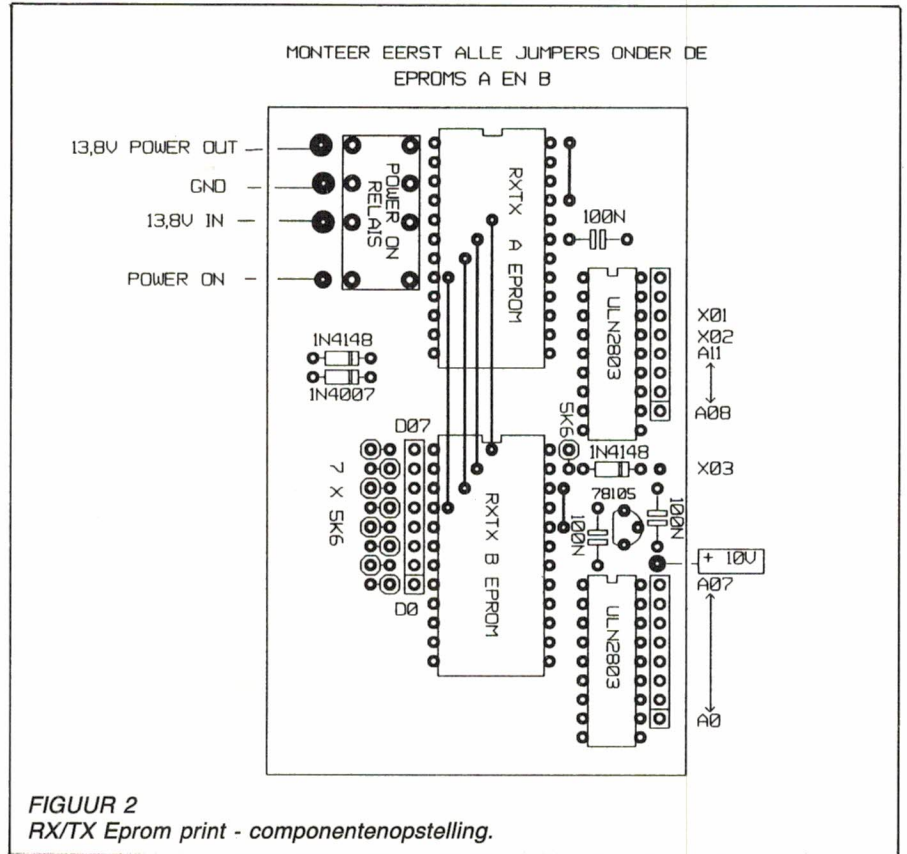 MONTEER EERST ALLE JUMPERS ONDER DE
EPROMS A EN B
13,8V POWER OUT
GND
13,8V IN
POWER ON
POWER ON
RELAIS
RXTX A EPROM
100N
ULN2803
X01
X02
A11
A08
1N4148
1N4007
D07
7 X 5K6
D0
RXTX B EPROM
5K6
1N4148
X03
78105
100N
100N
+ 10V
A07
ULN2803
A0
FIGUUR 2
RX/TX Eprom print - componentenopstelling.